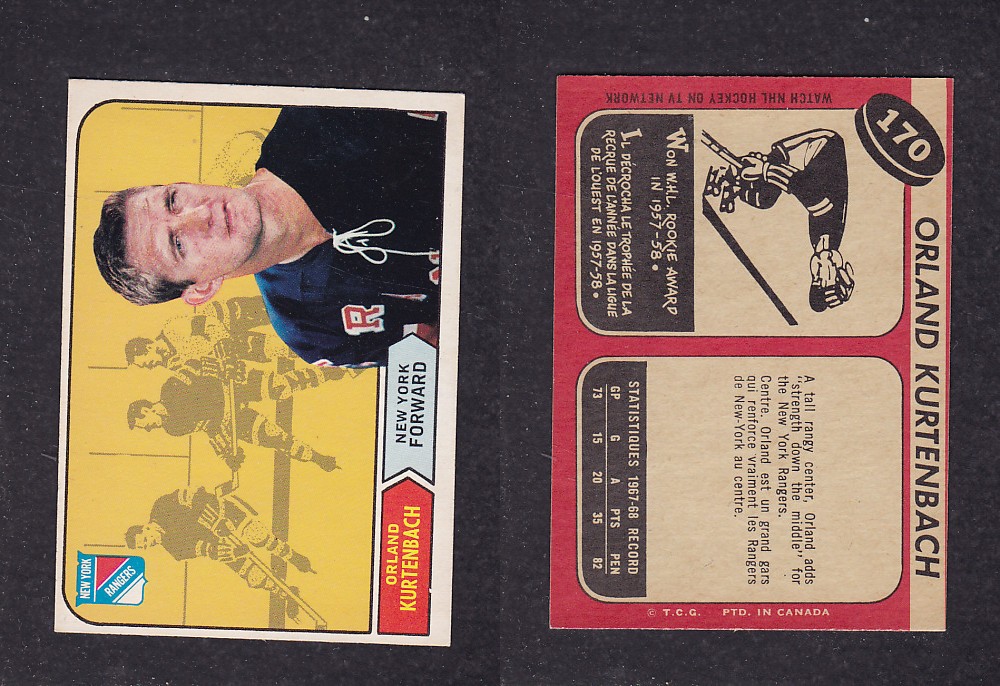 R
NEW YORK
FORWARD
ORLAND
KURTENBACH
NEW YORK
RANGERS
WATCH NHL HOCKEY ON TV NETWORK
170
ORLAND KURTENBACH
WON W.H.L. ROOKIE AWARD
IN 1957-58.
IL DÉCROCHA LE TROPHÉE DE LA
RECRUE DE L'ANNÉE DANS LA LIGUE
DE L'OUEST EN 1957-58.
A tall rangy center, Orland adds
"strength down the middle" for
the New York Rangers.
Centre. Orland est un grand gars
qui renforce vraiment les Rangers
de New-York au centre.
STATISTIQUES 1967-68 RECORD
GP G A PTS PEN
73 15 20 35 82
© T.C.G. PTD. IN CANADA